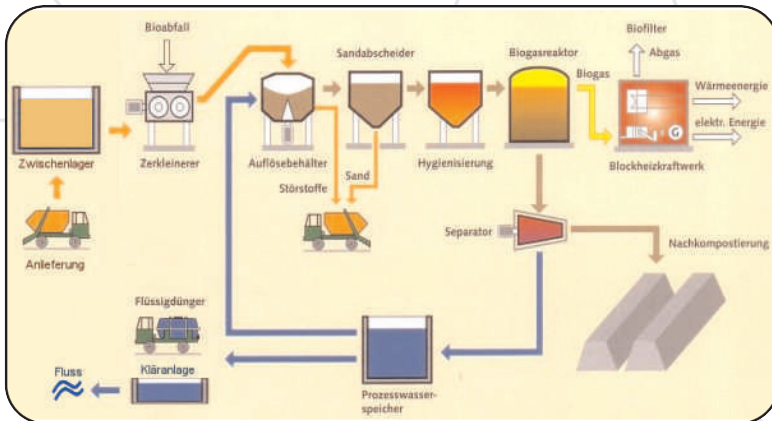 Bioabfall
Zwischenlager
Anlieferung
Zerkleinerer
Auflösebehälter
Störstoffe
Sand
Sandabscheider
Hygienisierung
Biogasreaktor
Biogas
Biofilter
Abgas
Wärmeenergie
elektr. Energie
G
Blockheizkraftwerk
Separator
Nachkompostierung
Prozesswasser-
speicher
Flüssigdünger
Kläranlage
Fluss